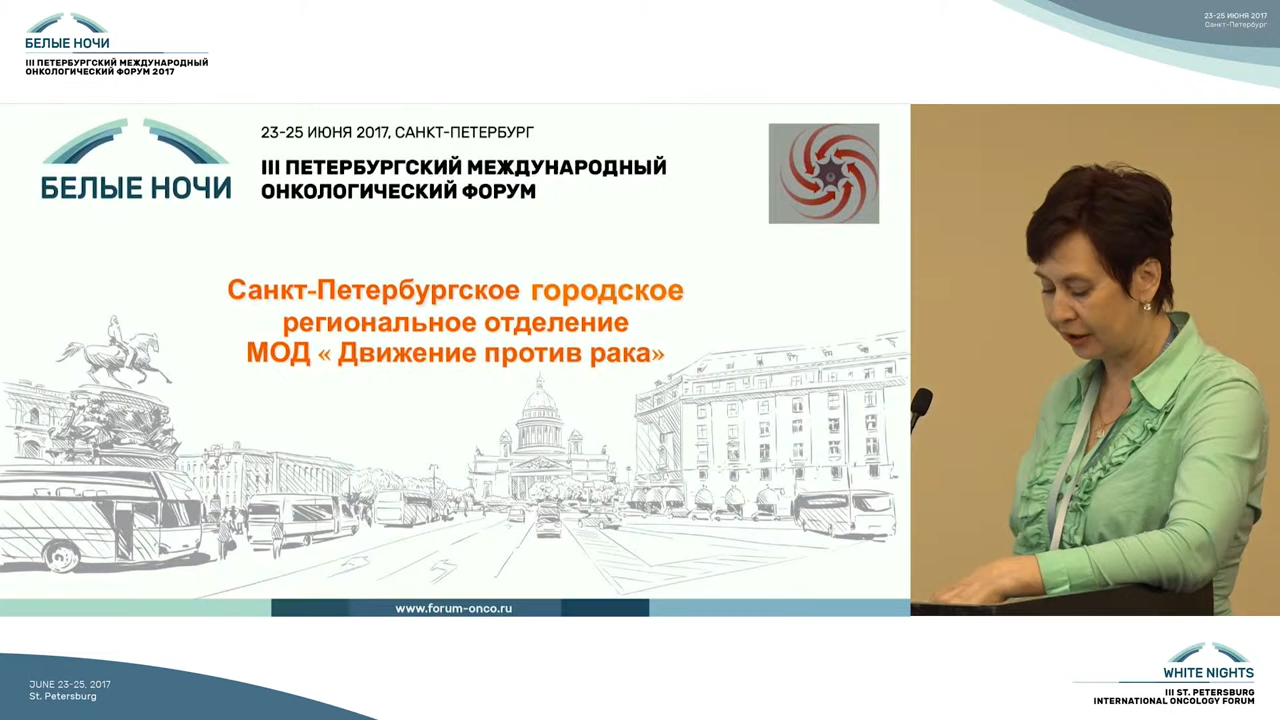 23-25 ИЮНЯ 2017
Санкт-Петербург
БЕЛЫЕ НОЧИ
III ПЕТЕРБУРГСКИЙ МЕЖДУНАРОДНЫЙ
ОНКОЛОГИЧЕСКИЙ ФОРУМ 2017
БЕЛЫЕ НОЧИ
23-25 ИЮНЯ 2017, САНКТ-ПЕТЕРБУРГ
III ПЕТЕРБУРГСКИЙ МЕЖДУНАРОДНЫЙ
ОНКОЛОГИЧЕСКИЙ ФОРУМ
Санкт-Петербургское городское
региональное отделение
МОД « Движение против рака»
www.forum-onco.ru
JUNE 23-25, 2017
St. Petersburg
WHITE NIGHTS
III ST. PETERSBURG
INTERNATIONAL ONCOLOGY FORUM